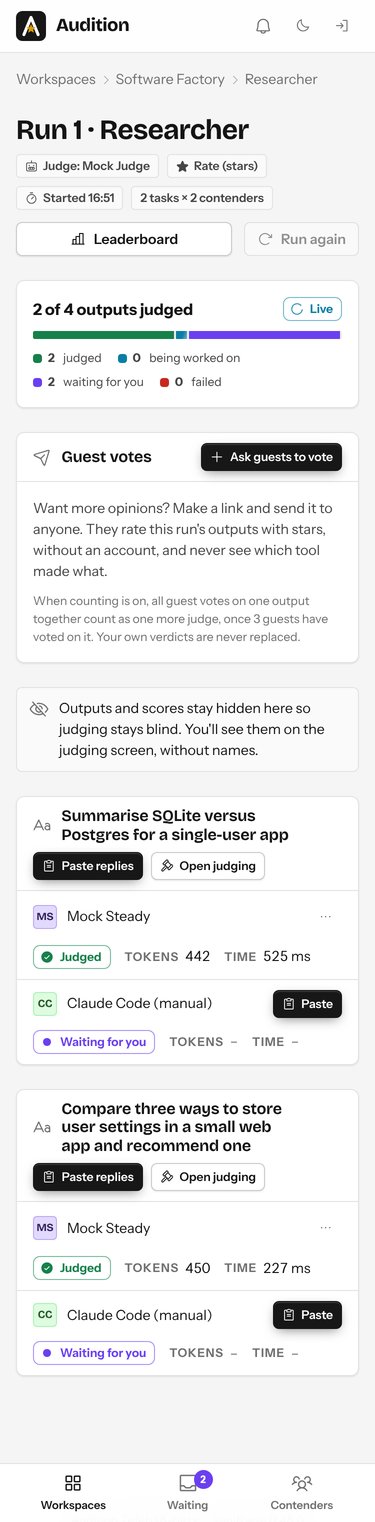 Audition
Workspaces > Software Factory > Researcher
Run 1 · Researcher
Judge: Mock Judge
Rate (stars)
Started 16:51
2 tasks × 2 contenders
Leaderboard
Run again
2 of 4 outputs judged
Live
2 judged
0 being worked on
2 waiting for you
0 failed
Guest votes
Ask guests to vote
Want more opinions? Make a link and send it to
anyone. They rate this run's outputs with stars,
without an account, and never see which tool
made what.
When counting is on, all guest votes on one output
together count as one more judge, once 3 guests have
voted on it. Your own verdicts are never replaced.
Outputs and scores stay hidden here so
judging stays blind. You'll see them on the
judging screen, without names.
Aa
Summarise SQLite versus
Postgres for a single-user app
Paste replies
Open judging
MS
Mock Steady
...
Judged
TOKENS 442
TIME 525 ms
CC
Claude Code (manual)
Paste
Waiting for you
TOKENS –
TIME –
Aa
Compare three ways to store
user settings in a small web
app and recommend one
Paste replies
Open judging
MS
Mock Steady
...
Judged
TOKENS 450
TIME 227 ms
CC
Claude Code (manual)
Paste
Waiting for you
TOKENS –
TIME –
2
Workspaces
Waiting
Contenders